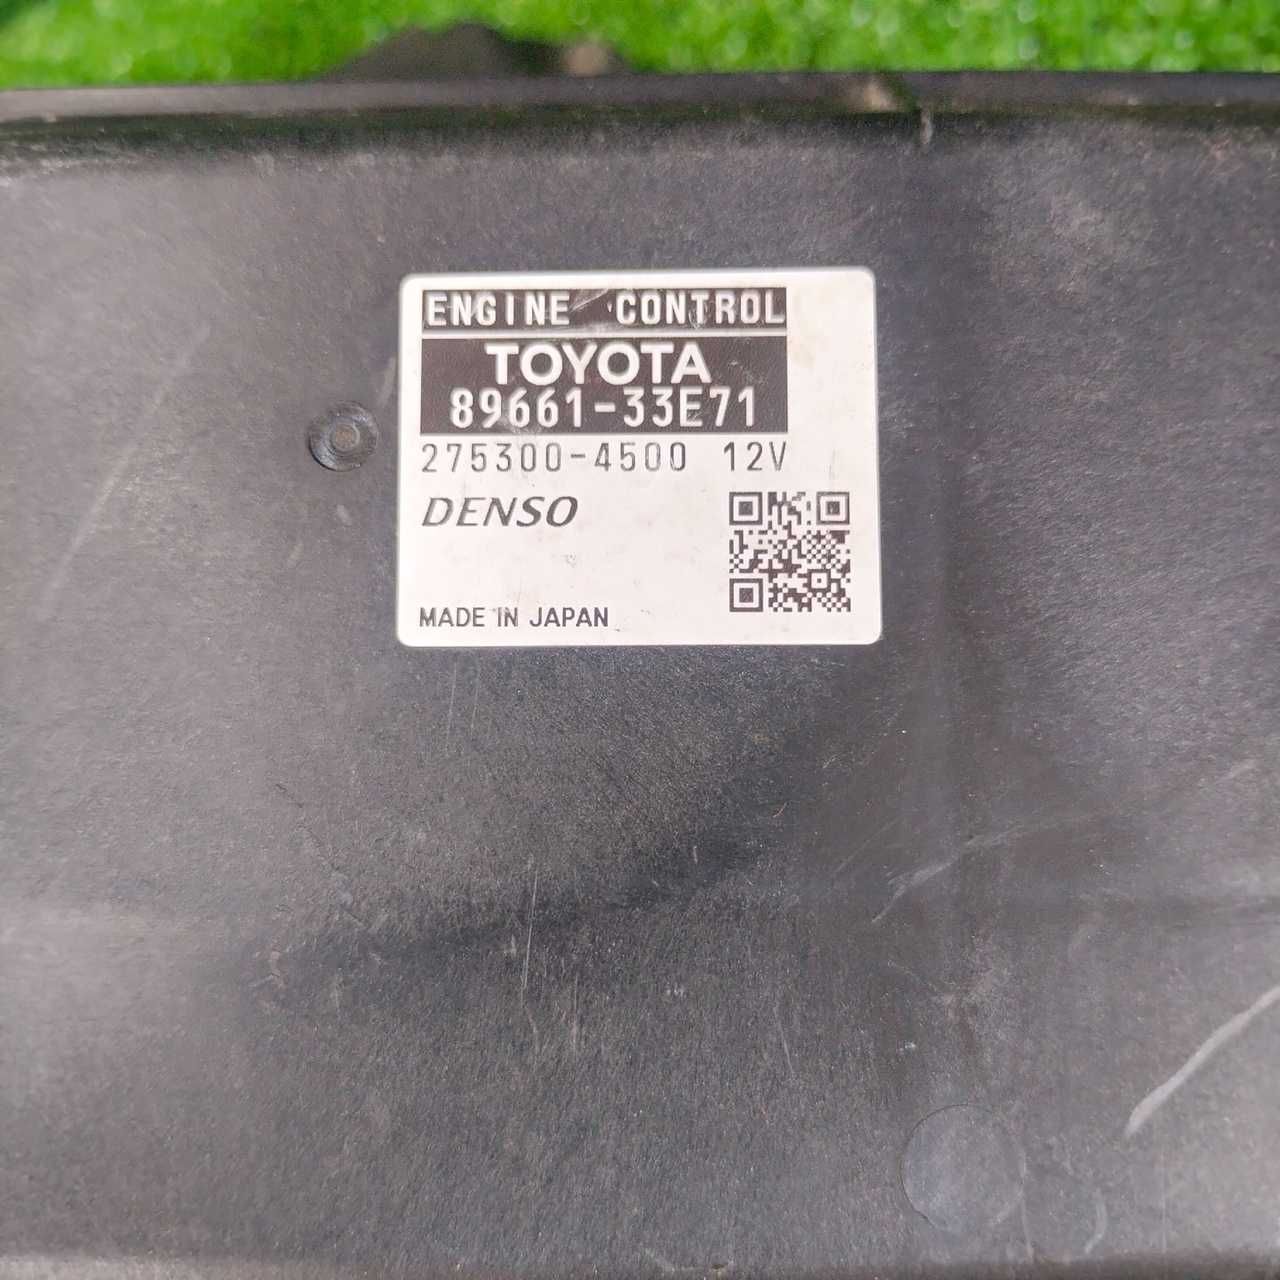 ENGINE CONTROL
TOYOTA
89661-33E71
275300-4500 12V
DENSO
MADE IN JAPAN